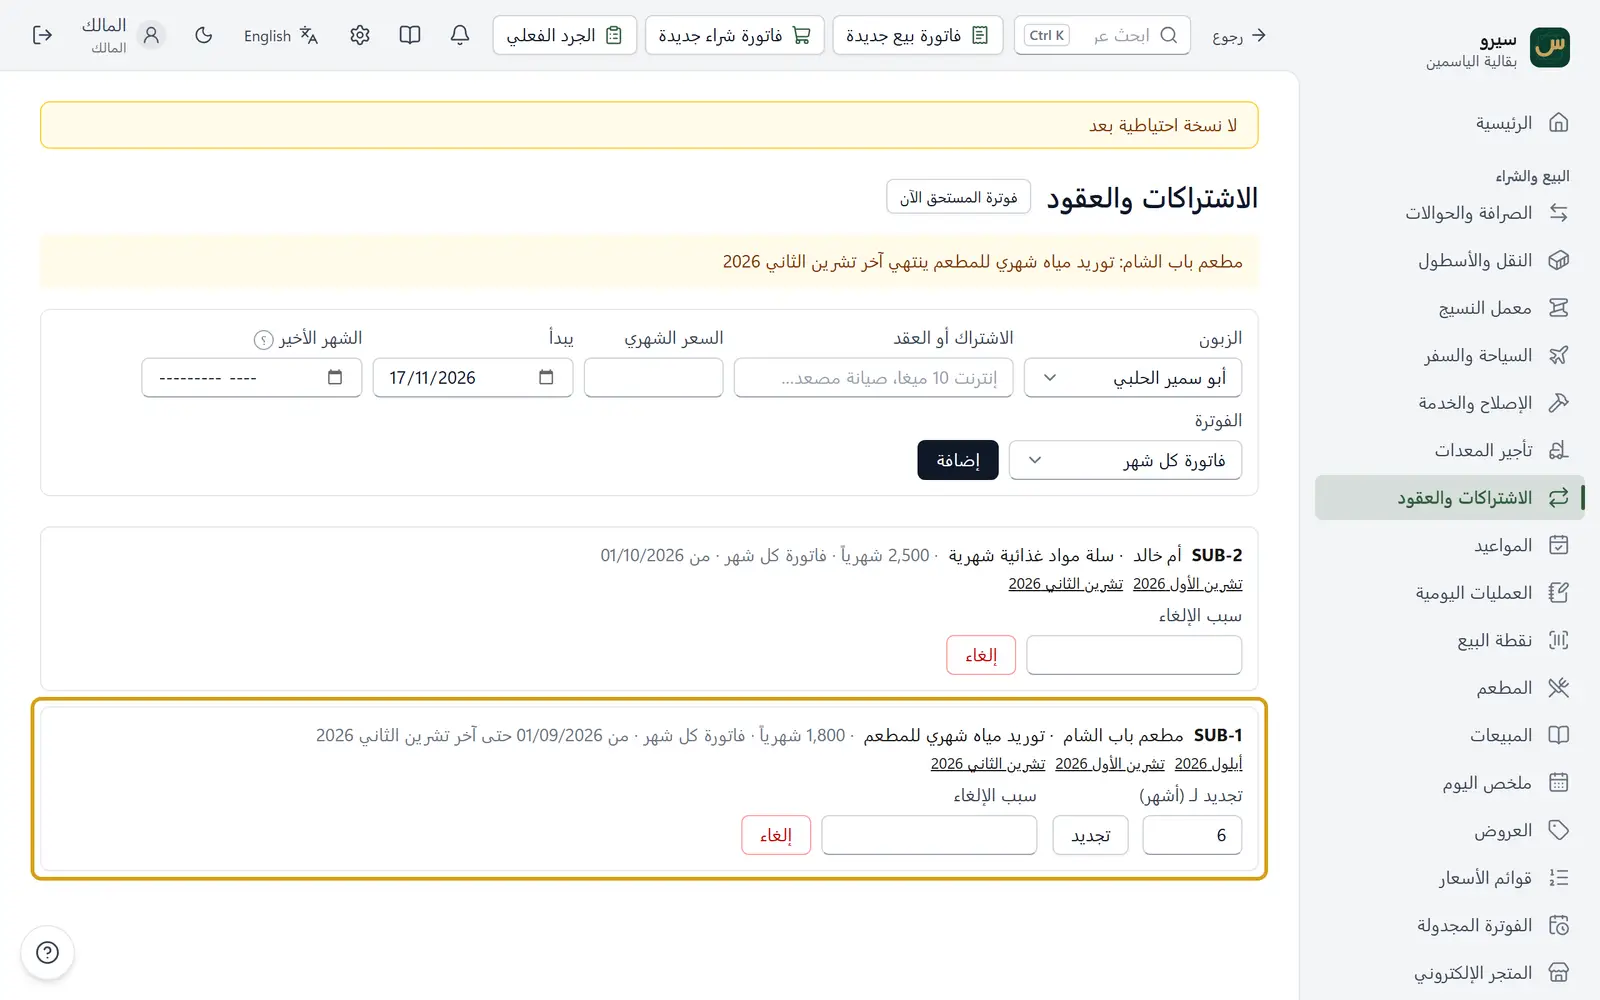 سيرو
بقالية الياسمين
رجوع
ابحث عر
Ctrl K
فاتورة بيع جديدة
فاتورة شراء جديدة
الجرد الفعلي
English
المالك
المالك
الرئيسية
البيع والشراء
الصرافة والحوالات
النقل والأسطول
معمل النسيج
السياحة والسفر
الإصلاح والخدمة
تأجير المعدات
الاشتراكات والعقود
المواعيد
العمليات اليومية
نقطة البيع
المطعم
المبيعات
ملخص اليوم
العروض
قوائم الأسعار
الفوترة المجدولة
المتجر الإلكتروني
لا نسخة احتياطية بعد
الاشتراكات والعقود
فوترة المستحق الآن
مطعم باب الشام: توريد مياه شهري للمطعم ينتهي آخر تشرين الثاني 2026
الزبون
الاشتراك أو العقد
السعر الشهري
يبدأ
الشهر الأخير ؟
أبو سمير الحلبي
إنترنت 10 ميغا، صيانة مصعد...
17/11/2026
--------- ----
الفوترة
فاتورة كل شهر
إضافة
SUB-2 أم خالد · سلة مواد غذائية شهرية · 2,500 شهرياً · فاتورة كل شهر · من 01/10/2026
تشرين الأول 2026 تشرين الثاني 2026
سبب الإلغاء
إلغاء
SUB-1 مطعم باب الشام · توريد مياه شهري للمطعم · 1,800 شهرياً · فاتورة كل شهر · من 01/09/2026 حتى آخر تشرين الثاني 2026
أيلول 2026 تشرين الأول 2026 تشرين الثاني 2026
تجديد لـ (أشهر)
سبب الإلغاء
6
تجديد
إلغاء